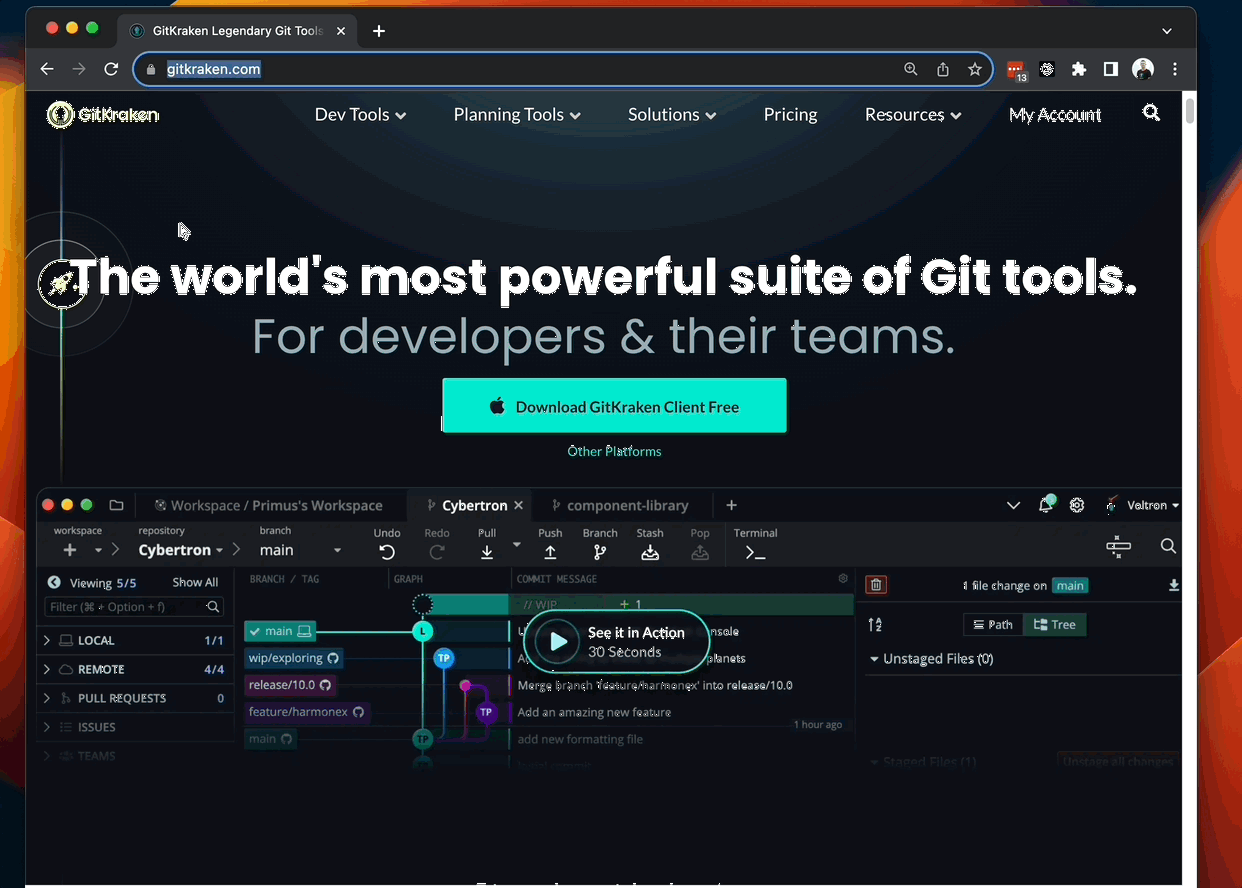 GitKraken Legendary Git Tools
gitkraken.com
13
GitKraken
Dev Tools
Planning Tools
Solutions
Pricing
Resources
My Account
The world's most powerful suite of Git tools.
For developers & their teams.
Download GitKraken Client Free
Other Platforms
Workspace / Primus's Workspace
Cybertron
component-library
Veltron
workspace
repository
Cybertron
branch
main
Undo
Redo
Pull
Push
Branch
Stash
Pop
Terminal
Viewing 5/5
Show All
Filter (⌘ + Option + f)
LOCAL 1/1
REMOTE 4/4
PULL REQUESTS 0
ISSUES
TEAMS
BRANCH / TAG
GRAPH
COMMIT MESSAGE
// WIP
+ 1
main
L
wip/exploring
TP
planets
release/10.0
Merge branch 'feature/harmonex' into release/10.0
feature/harmonex
TP
Add an amazing new feature
1 hour ago
main
TP
add new formatting file
See it in Action
30 Seconds
1 file change on main
Path
Tree
Unstaged Files (0)
Staged Files (1)
Unstage all changes